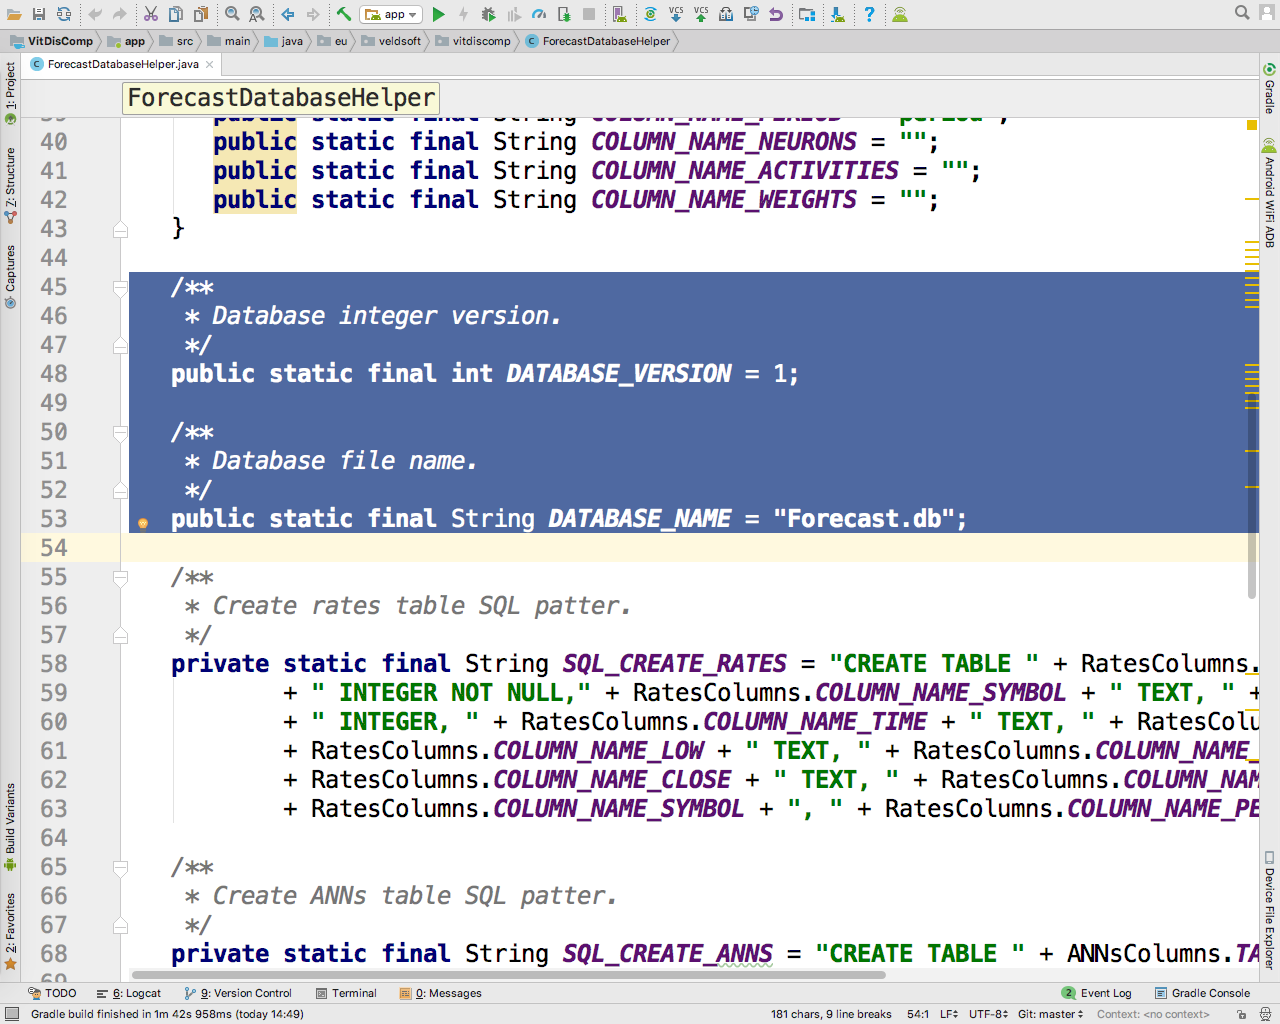 app
VitDisComp app src main java eu veldsoft vitdiscomp ForecastDatabaseHelper
ForecastDatabaseHelper.java
ForecastDatabaseHelper
40 public static final String COLUMN_NAME_NEURONS = "";
41 public static final String COLUMN_NAME_ACTIVITIES = "";
42 public static final String COLUMN_NAME_WEIGHTS = "";
43 }
44
45 /**
46 * Database integer version.
47 */
48 public static final int DATABASE_VERSION = 1;
49
50 /**
51 * Database file name.
52 */
53 public static final String DATABASE_NAME = "Forecast.db";
54
55 /**
56 * Create rates table SQL patter.
57 */
58 private static final String SQL_CREATE_RATES = "CREATE TABLE " + RatesColumns.
59 + " INTEGER NOT NULL," + RatesColumns.COLUMN_NAME_SYMBOL + " TEXT, " +
60 + " INTEGER, " + RatesColumns.COLUMN_NAME_TIME + " TEXT, " + RatesColu
61 + RatesColumns.COLUMN_NAME_LOW + " TEXT, " + RatesColumns.COLUMN_NAME_
62 + RatesColumns.COLUMN_NAME_CLOSE + " TEXT, " + RatesColumns.COLUMN_NAM
63 + RatesColumns.COLUMN_NAME_SYMBOL + ", " + RatesColumns.COLUMN_NAME_PE
64
65 /**
66 * Create ANNs table SQL patter.
67 */
68 private static final String SQL_CREATE_ANNS = "CREATE TABLE " + ANNsColumns.TA
1: Project
7: Structure
Captures
Build Variants
2: Favorites
Gradle
Android WiFi ADB
Device File Explorer
TODO 6: Logcat 9: Version Control Terminal 0: Messages 2 Event Log Gradle Console
Gradle build finished in 1m 42s 958ms (today 14:49) 181 chars, 9 line breaks 54:1 LF UTF-8 Git: master Context: <no context>